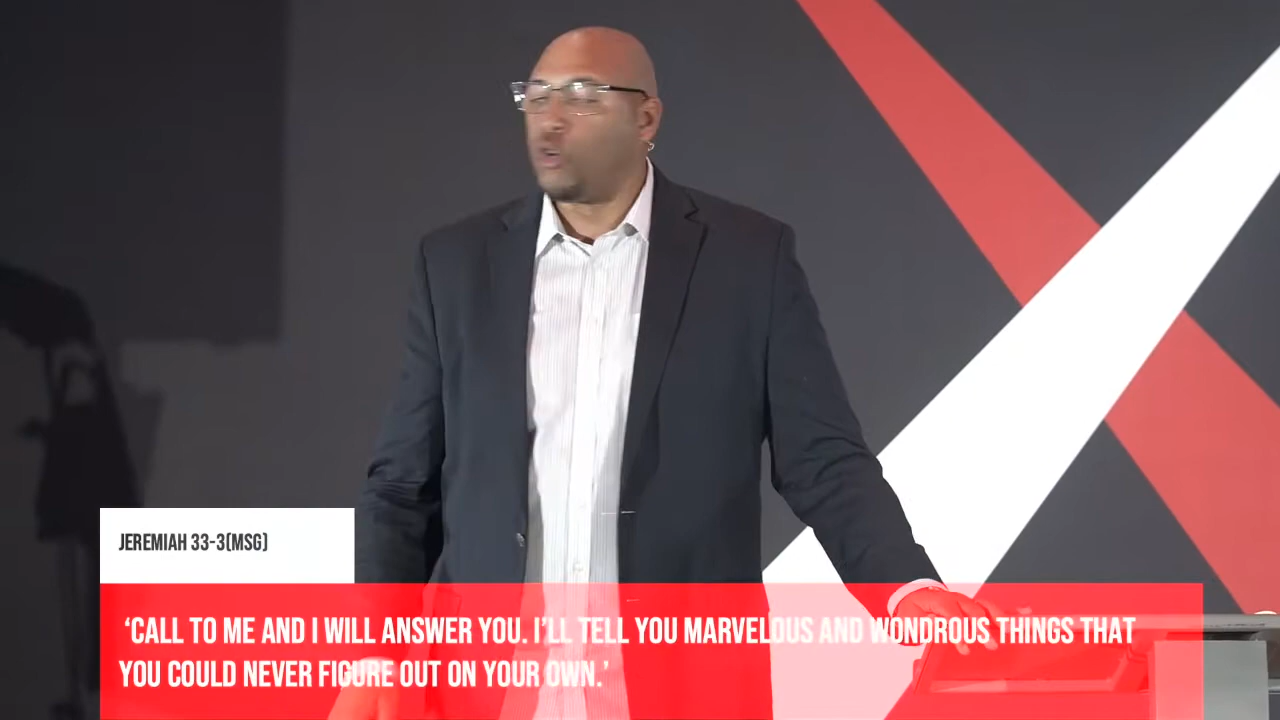 JEREMIAH 33-3(MSG)
‘CALL TO ME AND I WILL ANSWER YOU. I’LL TELL YOU MARVELOUS AND WONDROUS THINGS THAT
YOU COULD NEVER FIGURE OUT ON YOUR OWN.’